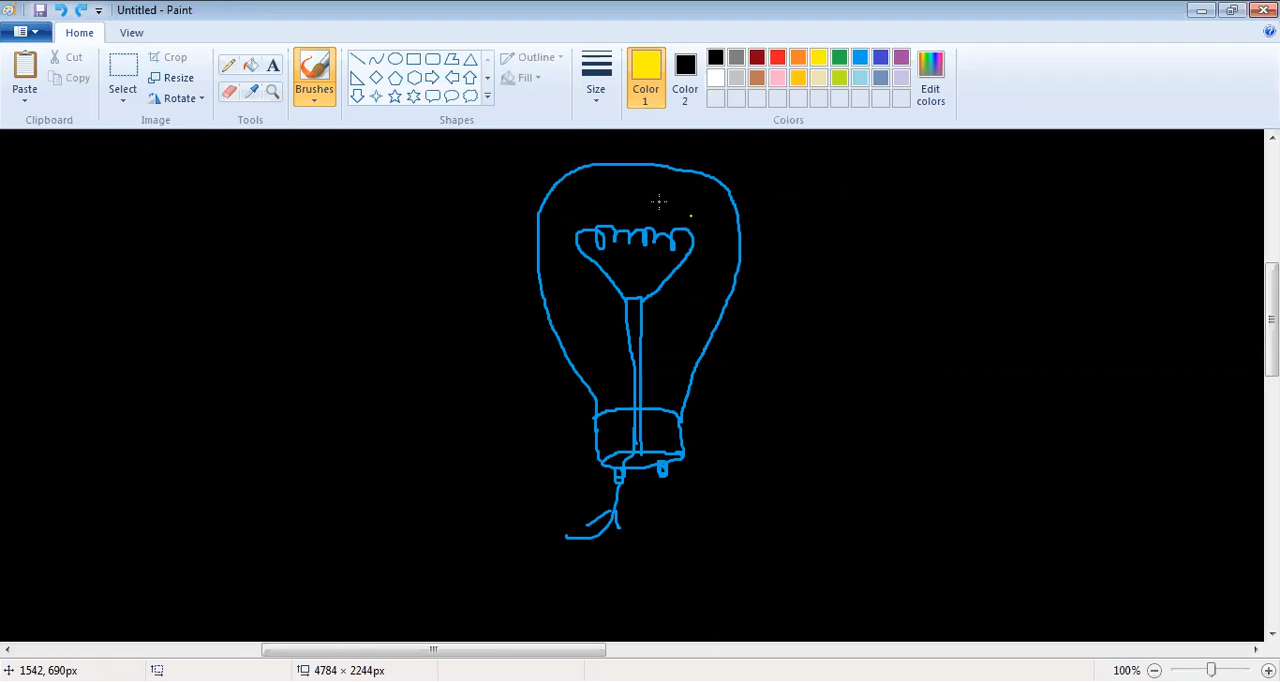 Untitled - Paint
Home View
Cut
Copy
Paste
Clipboard
Crop
Resize
Rotate
Select
Image
Tools
Brushes
Outline
Fill
Shapes
Size
Color 1
Color 2
Edit colors
Colors
1542, 690px
4784 × 2244px
100%